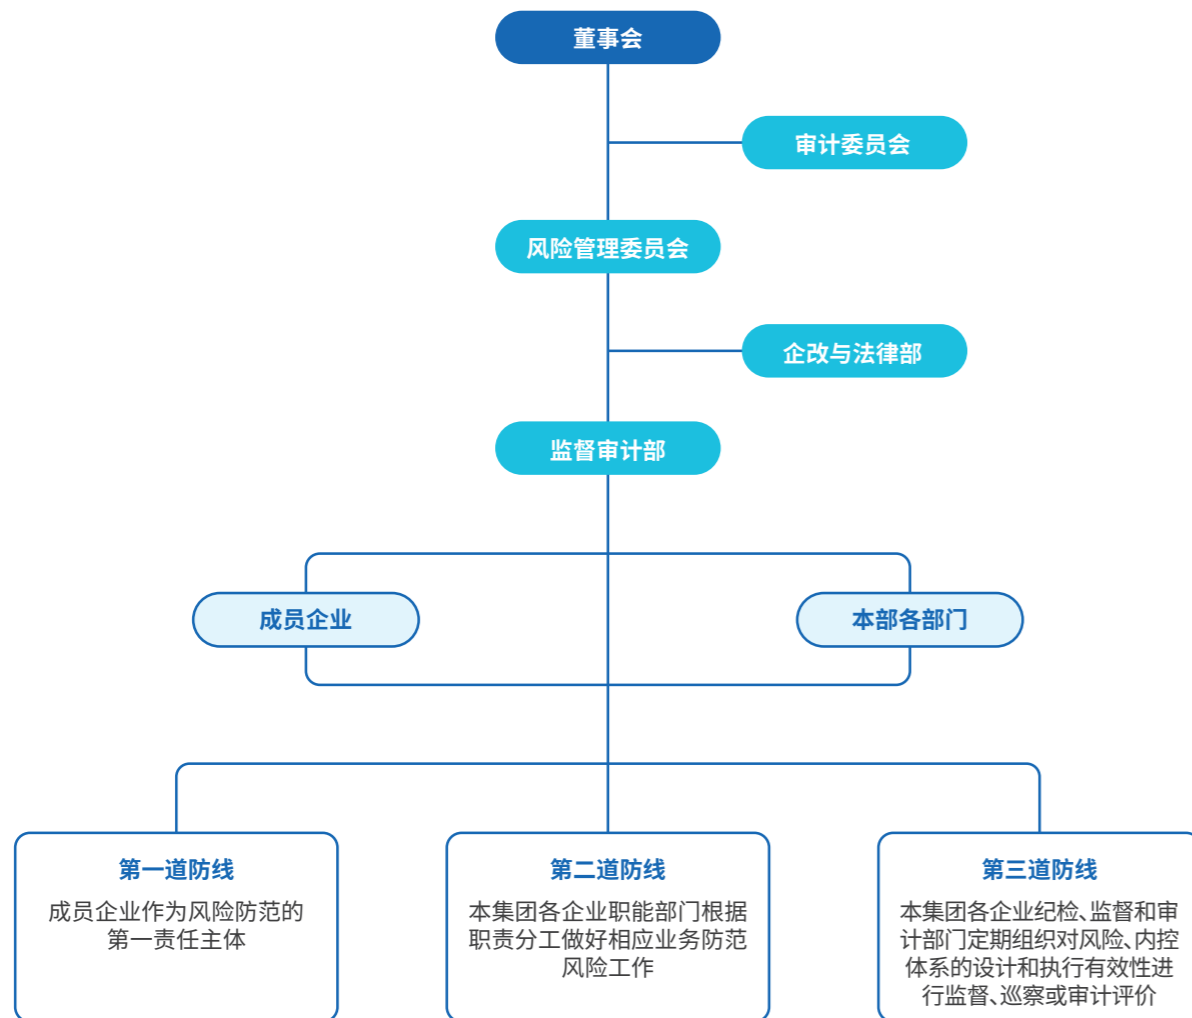 董事会
审计委员会
风险管理委员会
企改与法律部
监督审计部
成员企业
本部各部门
第一道防线
成员企业作为风险防范的
第一责任主体
第二道防线
本集团各企业职能部门根据
职责分工做好相应业务防范
风险工作
第三道防线
本集团各企业纪检、监督和审
计部门定期组织对风险、内控
体系的设计和执行有效性进
行监督、巡察或审计评价